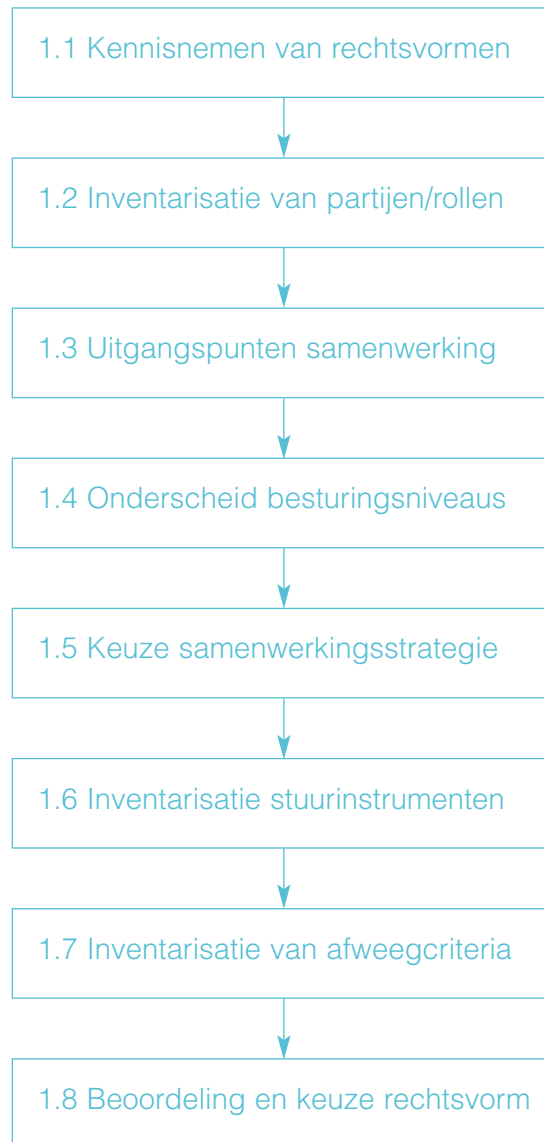 1.1 Kennisnemen van rechtsvormen
1.2 Inventarisatie van partijen/rollen
1.3 Uitgangspunten samenwerking
1.4 Onderscheid besturingsniveaus
1.5 Keuze samenwerkingsstrategie
1.6 Inventarisatie stuurinstrumenten
1.7 Inventarisatie van afweegcriteria
1.8 Beoordeling en keuze rechtsvorm